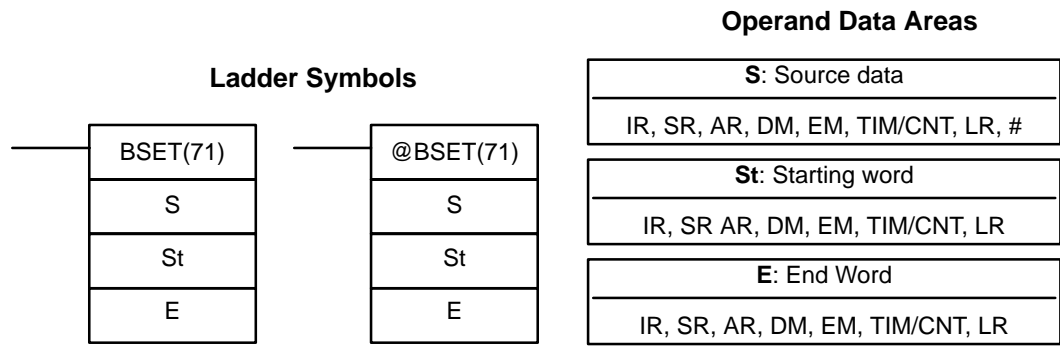 Ladder Symbols
BSET(71)
S
St
E
@BSET(71)
S
St
E
Operand Data Areas
S: Source data
IR, SR, AR, DM, EM, TIM/CNT, LR, #
St: Starting word
IR, SR AR, DM, EM, TIM/CNT, LR
E: End Word
IR, SR, AR, DM, EM, TIM/CNT, LR